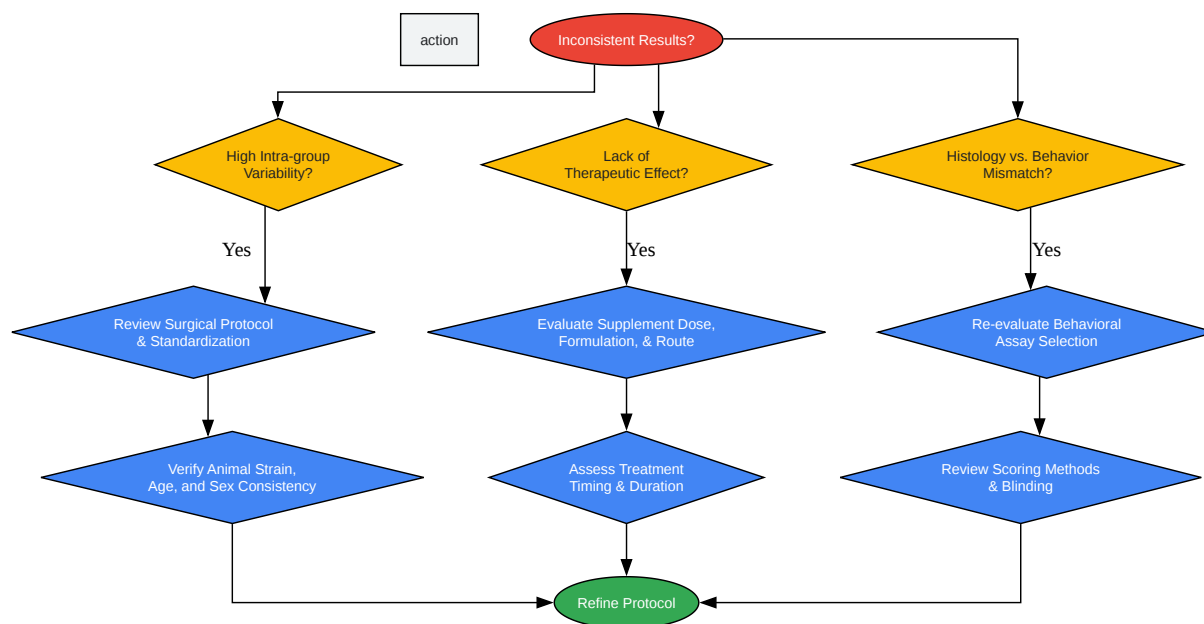 action
Inconsistent Results?
High Intra-group
Variability?
Lack of
Therapeutic Effect?
Histology vs. Behavior
Mismatch?
Yes
Yes
Yes
Review Surgical Protocol
& Standardization
Evaluate Supplement Dose,
Formulation, & Route
Re-evaluate Behavioral
Assay Selection
Verify Animal Strain,
Age, and Sex Consistency
Assess Treatment
Timing & Duration
Review Scoring Methods
& Blinding
Refine Protocol